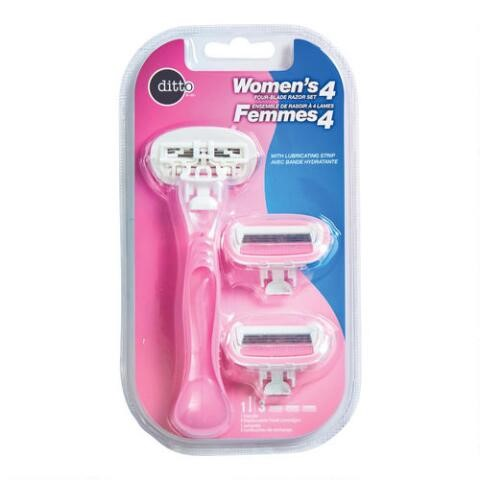 ditto
Women's 4
FOUR-BLADE RAZOR SET
ENSEMBLE DE RASOIR À 4 LAMES
Femmes 4
WITH LUBRICATING STRIP
AVEC BANDE HYDRATANTE
1 3